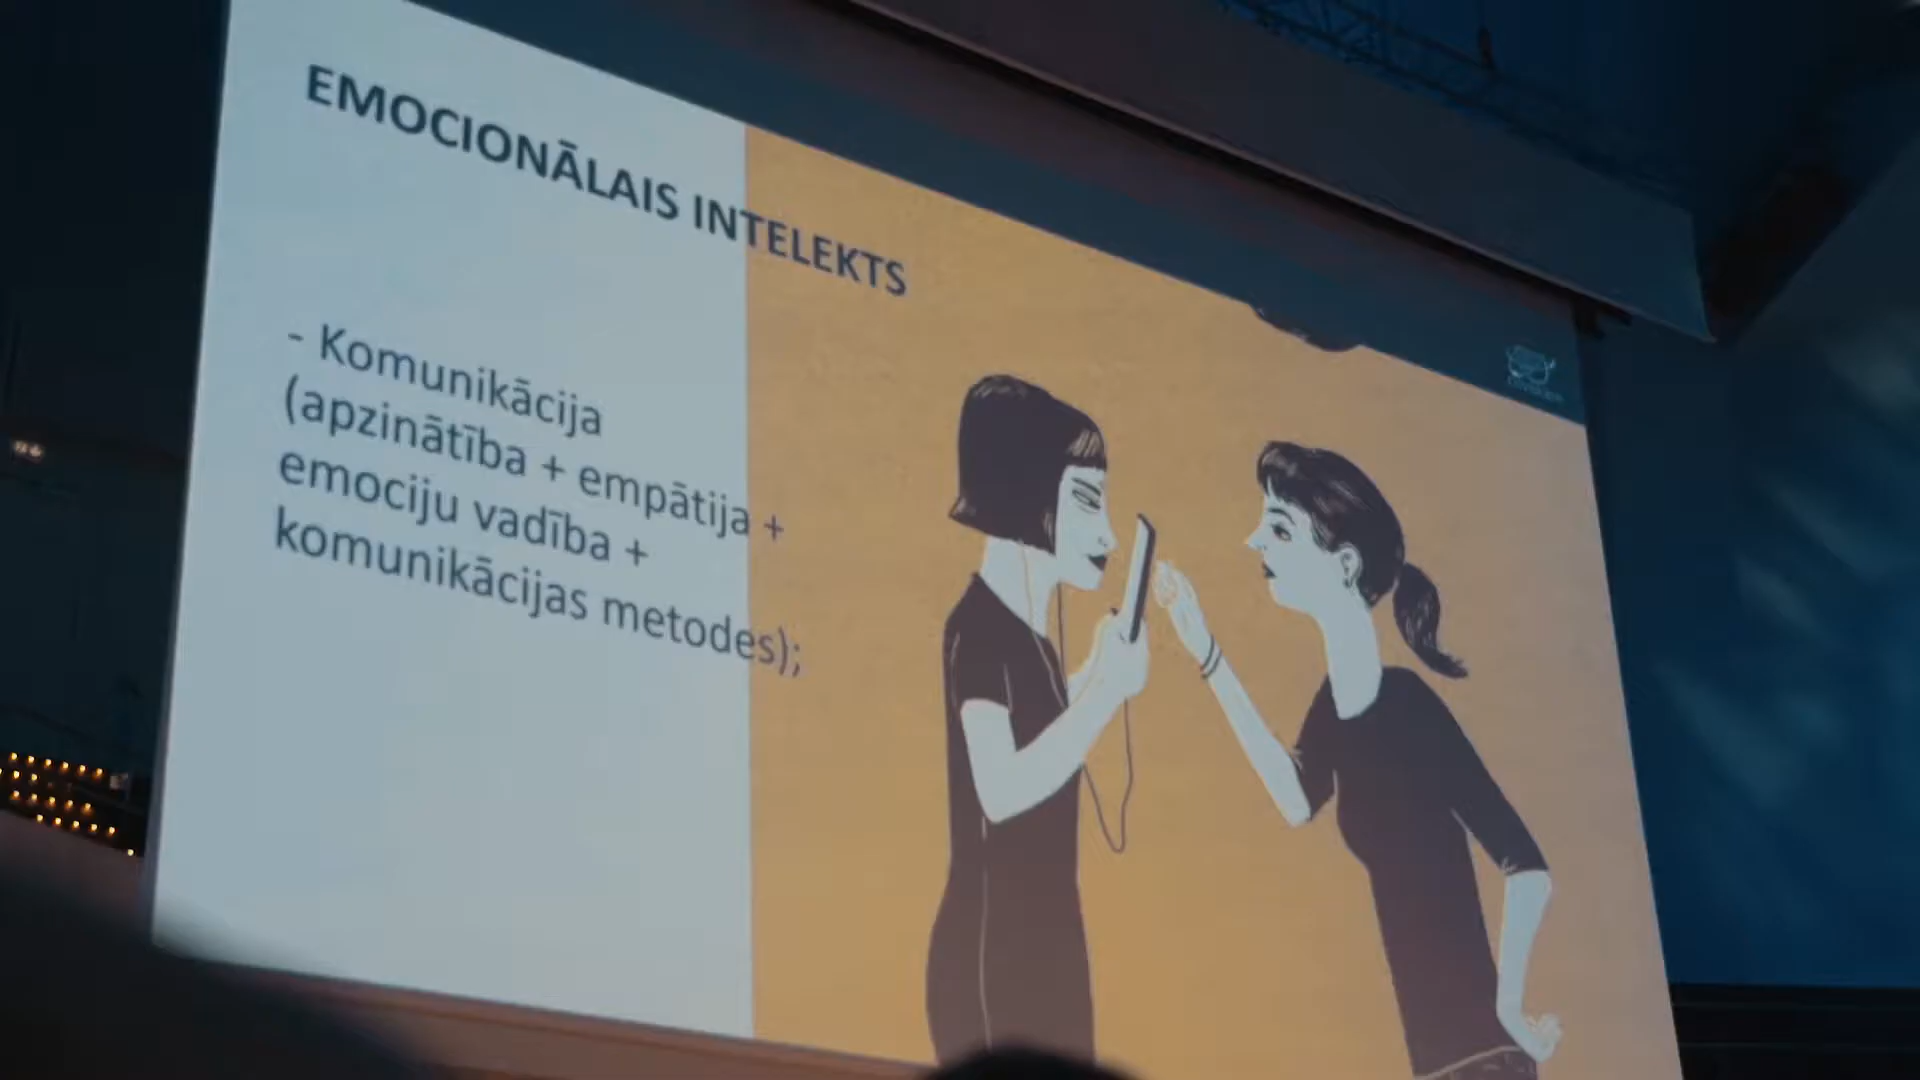 EMOCIONĀLAIS INTELEKTS
- Komunikācija
(apzinātība + empātija +
emociju vadība +
komunikācijas metodes);